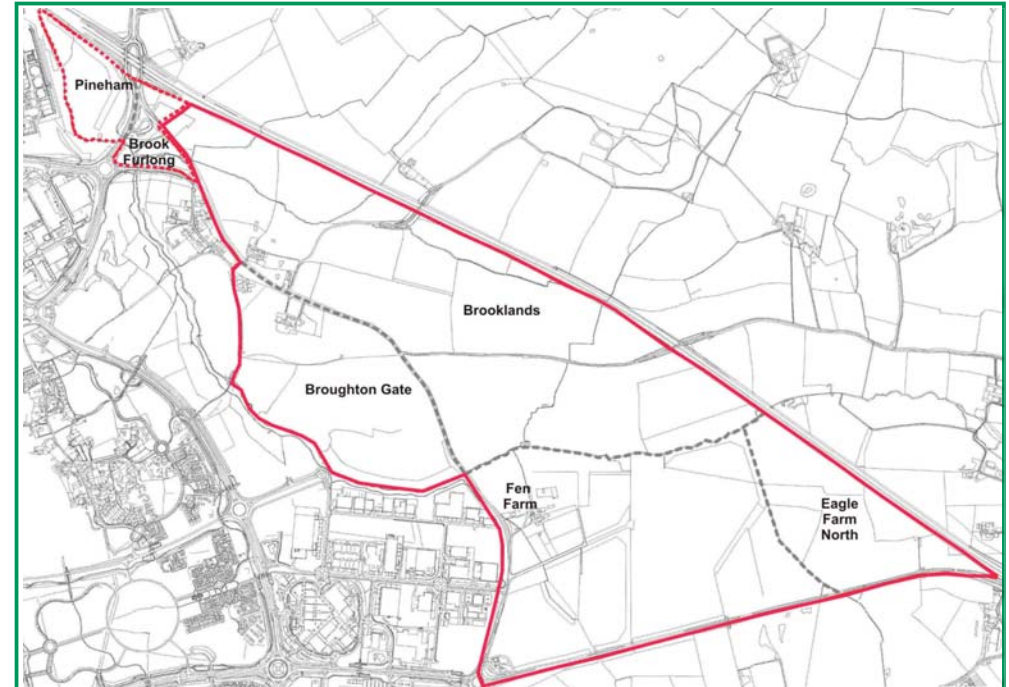 Pineham
Brook
Furlong
Brooklands
Broughton Gate
Fen
Farm
Eagle
Farm
North